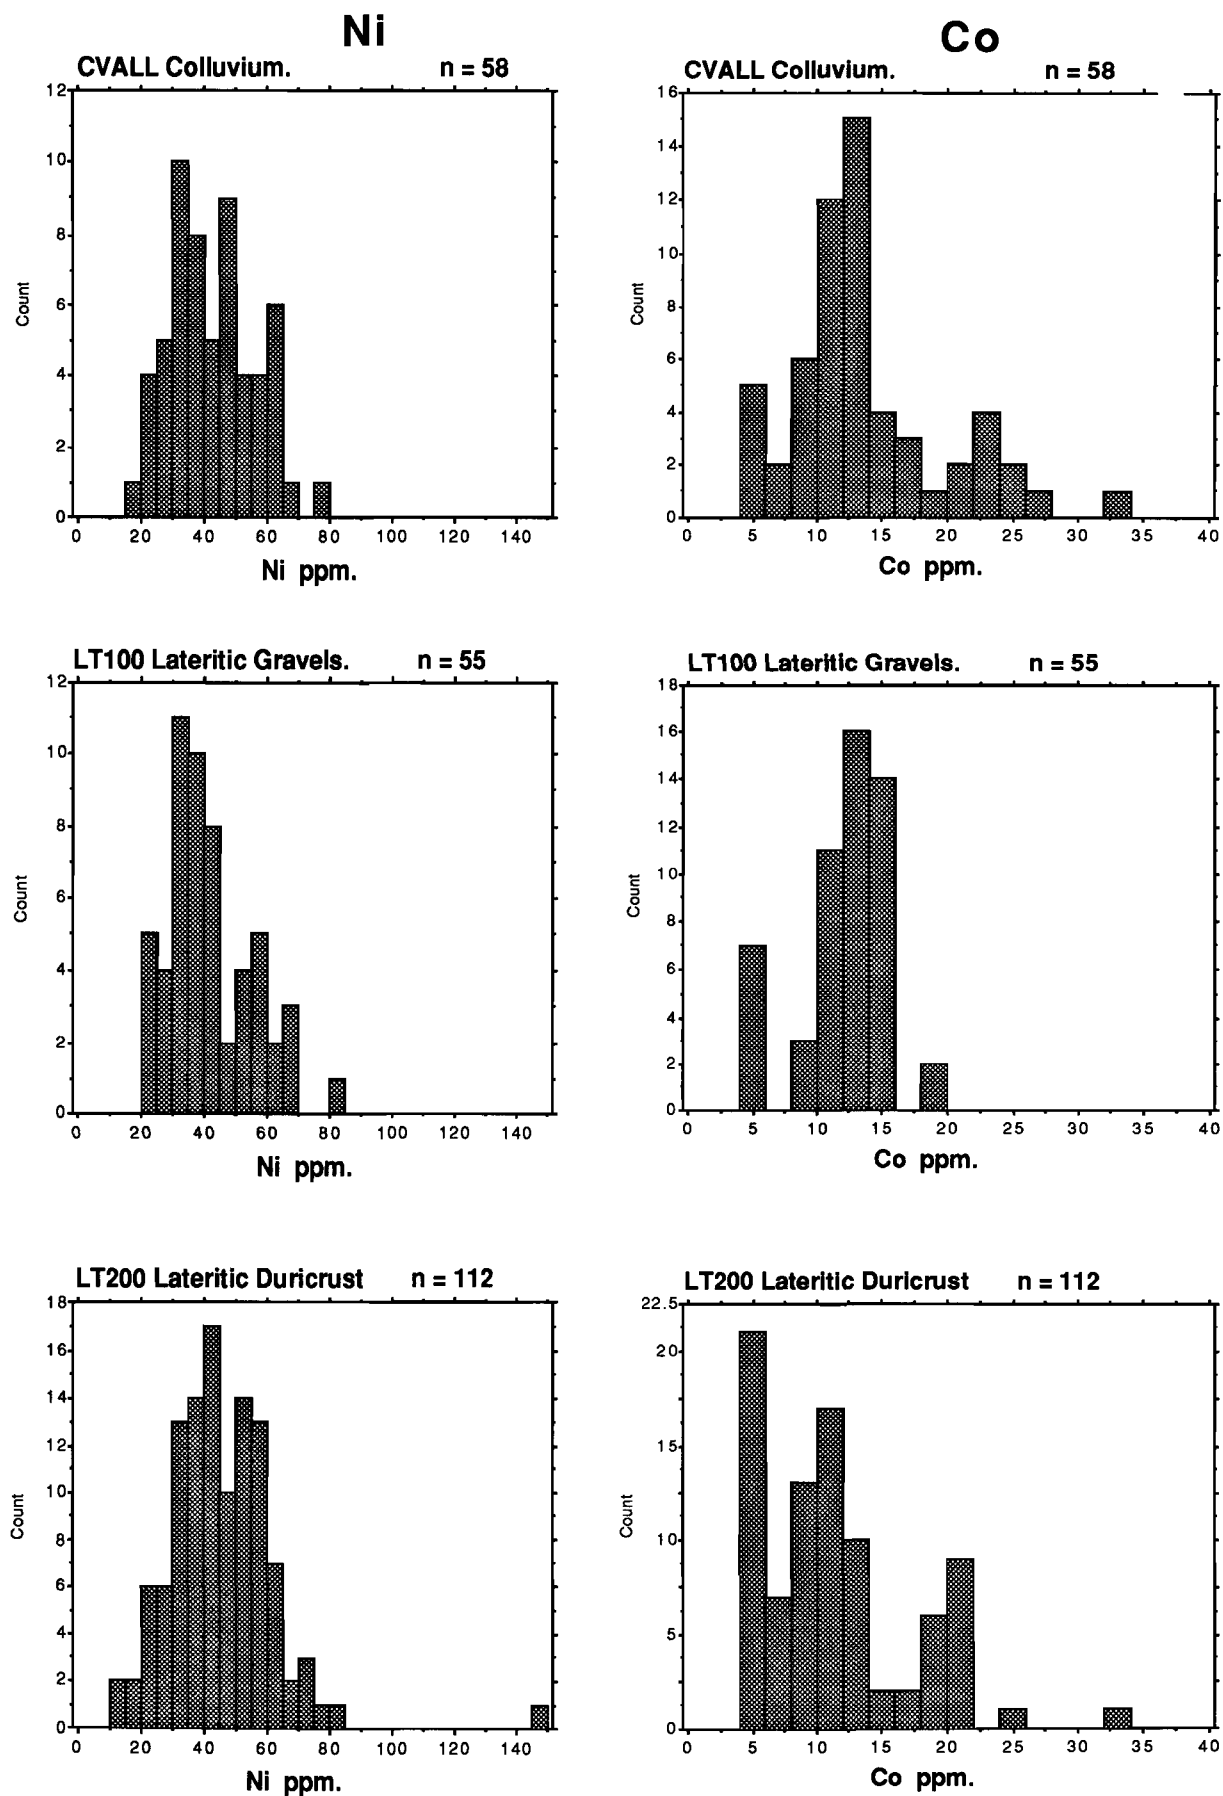 Ni
CVALL Colluvium. n = 58
12
10
8
6
4
2
0
Count
0 20 40 60 80 100 120 140
Ni ppm.
Co
CVALL Colluvium. n = 58
16
14
12
10
8
6
4
2
0
Count
0 5 10 15 20 25 30 35 40
Co ppm.
LT100 Lateritic Gravels. n = 55
12
10
8
6
4
2
0
Count
0 20 40 60 80 100 120 140
Ni ppm.
LT100 Lateritic Gravels. n = 55
18
16
14
12
10
8
6
4
2
0
Count
0 5 10 15 20 25 30 35 40
Co ppm.
LT200 Lateritic Duricrust n = 112
18
16
14
12
10
8
6
4
2
0
Count
0 20 40 60 80 100 120 140
Ni ppm.
LT200 Lateritic Duricrust n = 112
22.5
20
15
10
5
0
Count
0 5 10 15 20 25 30 35 40
Co ppm.